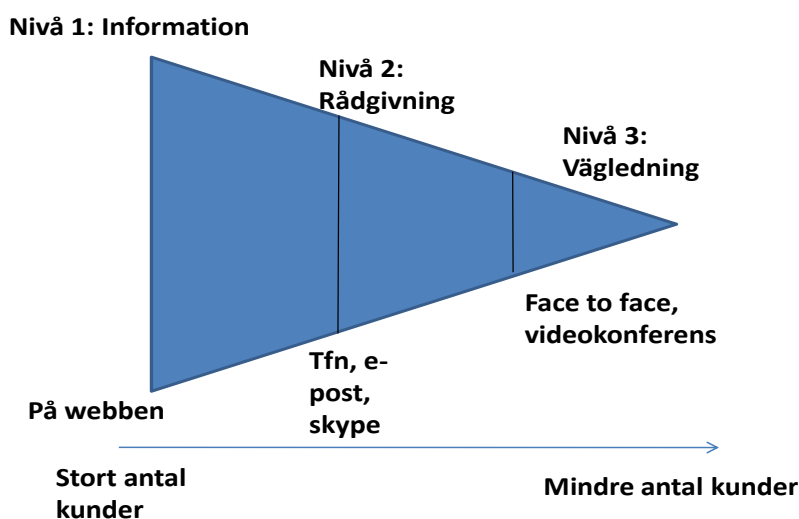 Nivå 1: Information
Nivå 2:
Rådgivning
Nivå 3:
Vägledning
Face to face,
videokonferens
Tfn, e-
post,
skype
På webben
Stort antal
kunder
Mindre antal kunder